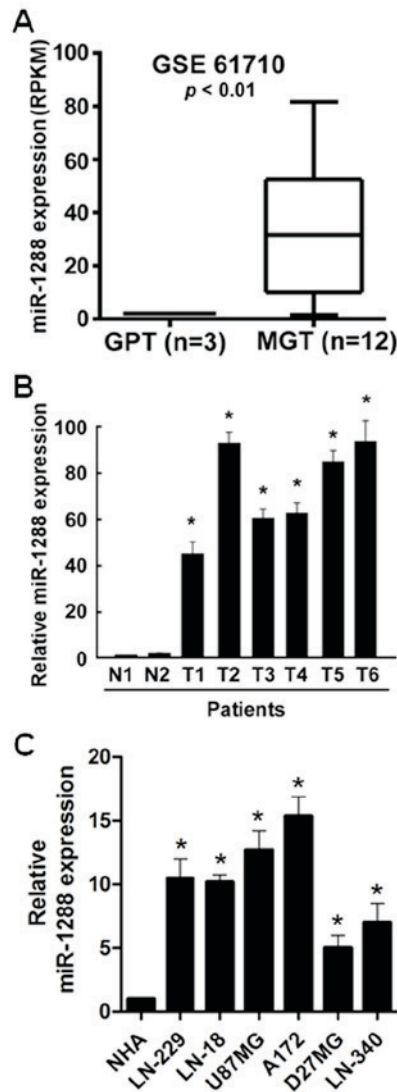 A
miR-1288 expression (RPKM)
100
80
60
40
20
0
GSE 61710
p < 0.01
GPT (n=3) MGT (n=12)
B
Relative miR-1288 expression
100
80
60
40
20
0
* * * * * *
N1 N2 T1 T2 T3 T4 T5 T6
Patients
C
Relative
miR-1288 expression
20
15
10
5
0
* * * * * *
NHA LN-229 LN-18 U87MG A172 D27MG LN-340